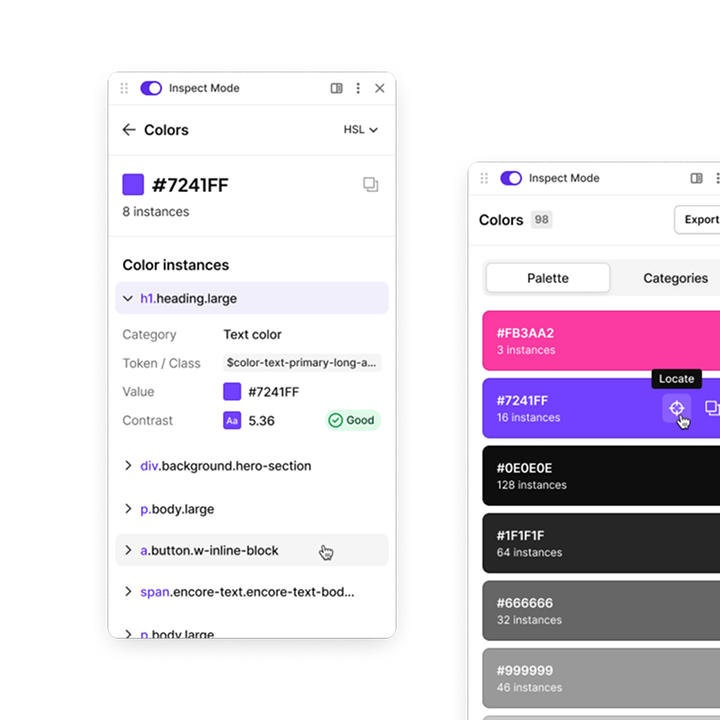 Inspect Mode
Colors
HSL
#7241FF
8 instances
Color instances
h1.heading.large
Category Text color
Token / Class $color-text-primary-long-a...
Value #7241FF
Contrast Aa 5.36 Good
div.background.hero-section
p.body.large
a.button.w-inline-block
span.encore-text.encore-text-bod...
p.body.large
Inspect Mode
Colors 98
Export
Palette Categories
#FB3AA2
3 instances
Locate
#7241FF
16 instances
#0E0E0E
128 instances
#1F1F1F
64 instances
#666666
32 instances
#999999
46 instances